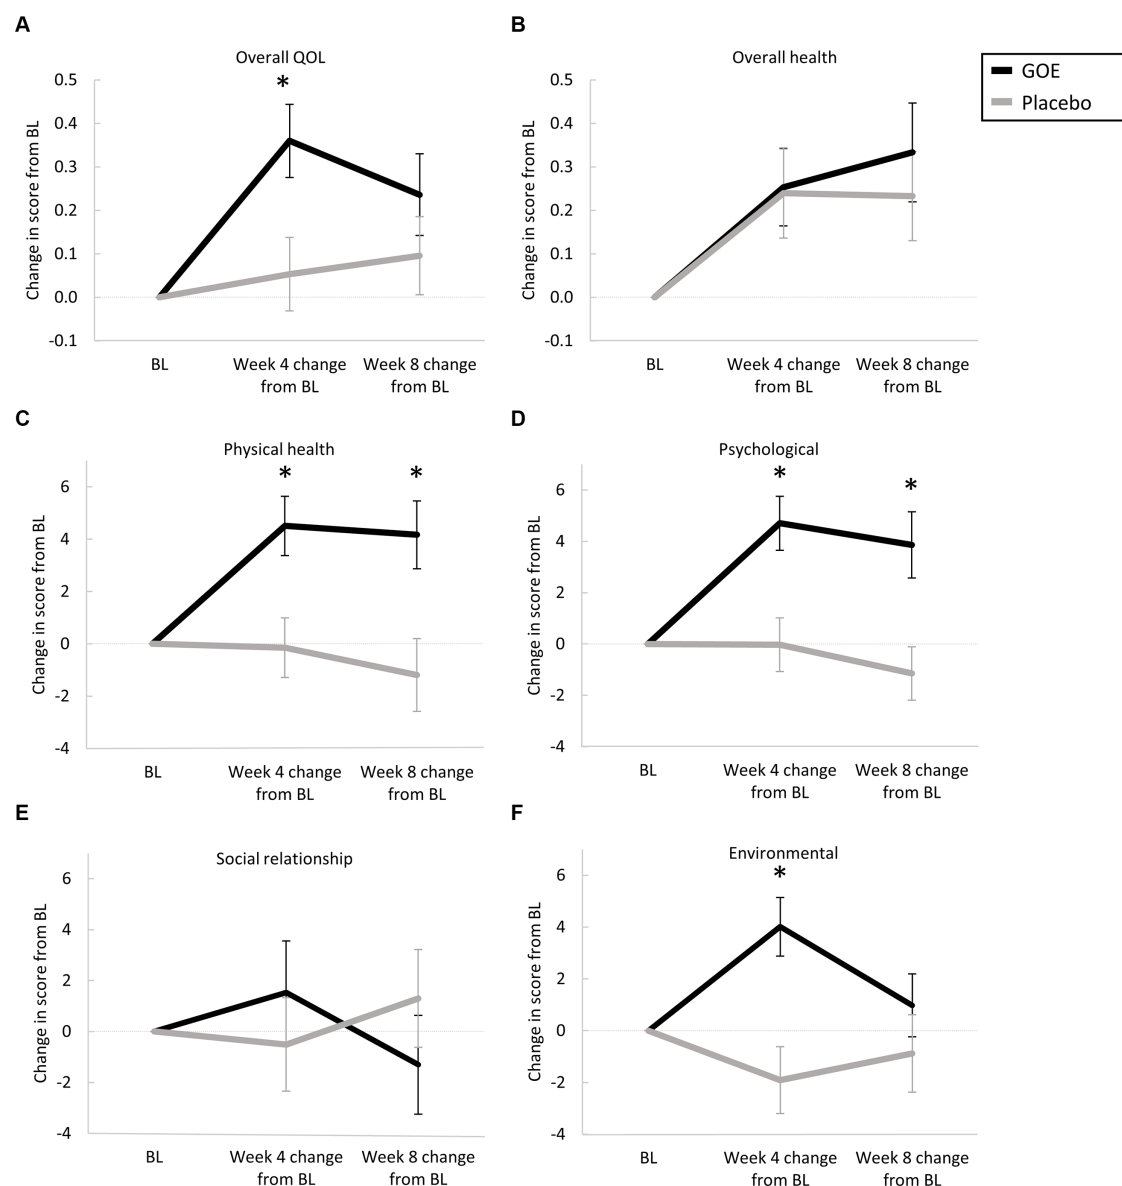 A
Overall QOL
*
0.5
0.4
0.3
0.2
0.1
0.0
-0.1
Change in score from BL
BL
Week 4 change
from BL
Week 8 change
from BL
B
Overall health
0.5
0.4
0.3
0.2
0.1
0.0
-0.1
Change in score from BL
BL
Week 4 change
from BL
Week 8 change
from BL
GOE
Placebo
C
Physical health
*
*
6
4
2
0
-2
-4
Change in score from BL
BL
Week 4 change
from BL
Week 8 change
from BL
D
Psychological
*
*
6
4
2
0
-2
-4
Change in score from BL
BL
Week 4 change
from BL
Week 8 change
from BL
E
Social relationship
6
4
2
0
-2
-4
Change in score from BL
BL
Week 4 change
from BL
Week 8 change
from BL
F
Environmental
*
6
4
2
0
-2
-4
Change in score from BL
BL
Week 4 change
from BL
Week 8 change
from BL